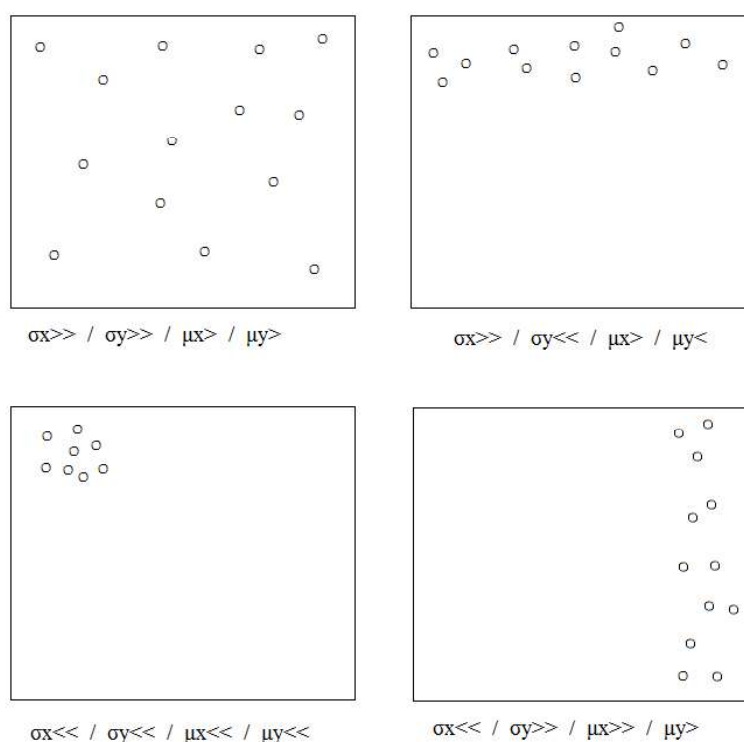 σx>> / σy>> / μx> / μy>
σx>> / σy<< / μx> / μy<
σx<< / σy<< / μx<< / μy<<
σx<< / σy>> / μx>> / μy>